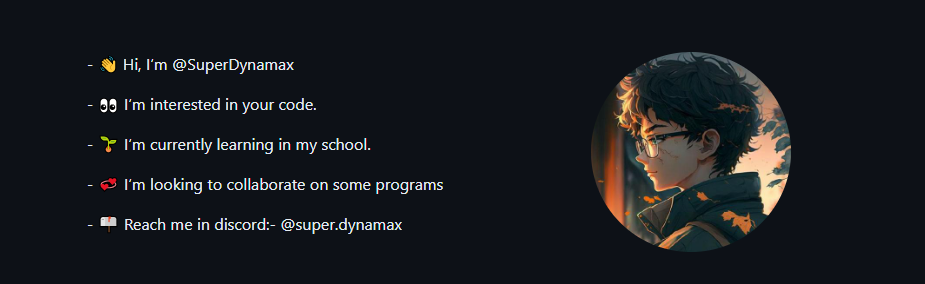 - 👋 Hi, I’m @SuperDynamax
- 👀 I’m interested in your code.
- 🌱 I’m currently learning in my school.
- 💞️ I’m looking to collaborate on some programs
- 📫 Reach me in discord:- @super.dynamax